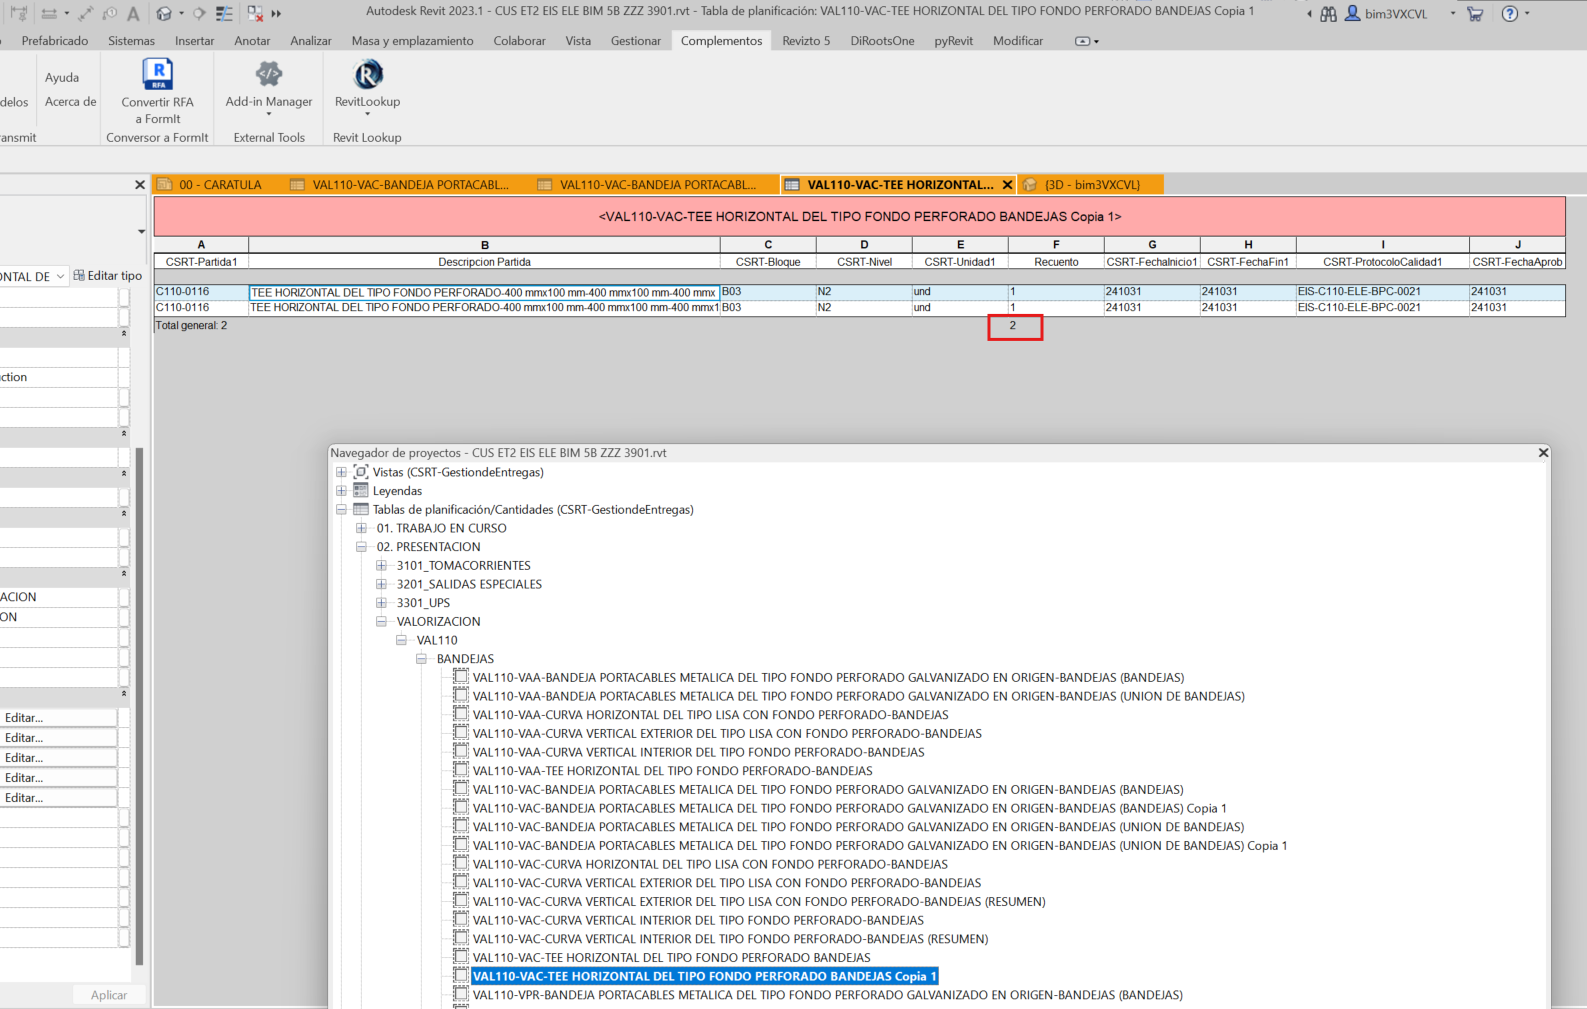 Autodesk Revit 2023.1 - CUS ET2 EIS ELE BIM 5B ZZZ 3901.rvt - Tabla de planificación: VAL110-VAC-TEE HORIZONTAL DEL TIPO FONDO PERFORADO BANDEJAS Copia 1
bim3VXCVL
Prefabricado Sistemas Insertar Anotar Analizar Masa y emplazamiento Colaborar Vista Gestionar Complementos Revizto 5 DiRootsOne pyRevit Modificar
Ayuda
delos Acerca de
Convertir RFA
a FormIt
Add-in Manager
RevitLookup
ansmit Conversor a FormIt External Tools Revit Lookup
00 - CARATULA VAL110-VAC-BANDEJA PORTACABL... VAL110-VAC-BANDEJA PORTACABL... VAL110-VAC-TEE HORIZONTAL... {3D - bim3VXCVL}
<VAL110-VAC-TEE HORIZONTAL DEL TIPO FONDO PERFORADO BANDEJAS Copia 1>
A B C D E F G H I J
CSRT-Partida1 Descripcion Partida CSRT-Bloque CSRT-Nivel CSRT-Unidad1 Recuento CSRT-FechaInicio1 CSRT-FechaFin1 CSRT-ProtocoloCalidad1 CSRT-FechaAprob
C110-0116 TEE HORIZONTAL DEL TIPO FONDO PERFORADO-400 mmx100 mm-400 mmx100 mm-400 mmx B03 N2 und 1 241031 241031 EIS-C110-ELE-BPC-0021 241031
C110-0116 TEE HORIZONTAL DEL TIPO FONDO PERFORADO-400 mmx100 mm-400 mmx100 mm-400 mmx1 B03 N2 und 1 241031 241031 EIS-C110-ELE-BPC-0021 241031
Total general: 2 2
ONTAL DE Editar tipo
ction
ACION
ON
Editar...
Editar...
Editar...
Editar...
Editar...
Aplicar
Navegador de proyectos - CUS ET2 EIS ELE BIM 5B ZZZ 3901.rvt
Vistas (CSRT-GestiondeEntregas)
Leyendas
Tablas de planificación/Cantidades (CSRT-GestiondeEntregas)
01. TRABAJO EN CURSO
02. PRESENTACION
3101_TOMACORRIENTES
3201_SALIDAS ESPECIALES
3301_UPS
VALORIZACION
VAL110
BANDEJAS
VAL110-VAA-BANDEJA PORTACABLES METALICA DEL TIPO FONDO PERFORADO GALVANIZADO EN ORIGEN-BANDEJAS (BANDEJAS)
VAL110-VAA-BANDEJA PORTACABLES METALICA DEL TIPO FONDO PERFORADO GALVANIZADO EN ORIGEN-BANDEJAS (UNION DE BANDEJAS)
VAL110-VAA-CURVA HORIZONTAL DEL TIPO LISA CON FONDO PERFORADO-BANDEJAS
VAL110-VAA-CURVA VERTICAL EXTERIOR DEL TIPO LISA CON FONDO PERFORADO-BANDEJAS
VAL110-VAA-CURVA VERTICAL INTERIOR DEL TIPO FONDO PERFORADO-BANDEJAS
VAL110-VAA-TEE HORIZONTAL DEL TIPO FONDO PERFORADO-BANDEJAS
VAL110-VAC-BANDEJA PORTACABLES METALICA DEL TIPO FONDO PERFORADO GALVANIZADO EN ORIGEN-BANDEJAS (BANDEJAS)
VAL110-VAC-BANDEJA PORTACABLES METALICA DEL TIPO FONDO PERFORADO GALVANIZADO EN ORIGEN-BANDEJAS (BANDEJAS) Copia 1
VAL110-VAC-BANDEJA PORTACABLES METALICA DEL TIPO FONDO PERFORADO GALVANIZADO EN ORIGEN-BANDEJAS (UNION DE BANDEJAS)
VAL110-VAC-BANDEJA PORTACABLES METALICA DEL TIPO FONDO PERFORADO GALVANIZADO EN ORIGEN-BANDEJAS (UNION DE BANDEJAS) Copia 1
VAL110-VAC-CURVA HORIZONTAL DEL TIPO LISA CON FONDO PERFORADO-BANDEJAS
VAL110-VAC-CURVA VERTICAL EXTERIOR DEL TIPO LISA CON FONDO PERFORADO-BANDEJAS
VAL110-VAC-CURVA VERTICAL EXTERIOR DEL TIPO LISA CON FONDO PERFORADO-BANDEJAS (RESUMEN)
VAL110-VAC-CURVA VERTICAL INTERIOR DEL TIPO FONDO PERFORADO-BANDEJAS
VAL110-VAC-CURVA VERTICAL INTERIOR DEL TIPO FONDO PERFORADO-BANDEJAS (RESUMEN)
VAL110-VAC-TEE HORIZONTAL DEL TIPO FONDO PERFORADO BANDEJAS
VAL110-VAC-TEE HORIZONTAL DEL TIPO FONDO PERFORADO BANDEJAS Copia 1
VAL110-VPR-BANDEJA PORTACABLES METALICA DEL TIPO FONDO PERFORADO GALVANIZADO EN ORIGEN-BANDEJAS (BANDEJAS)